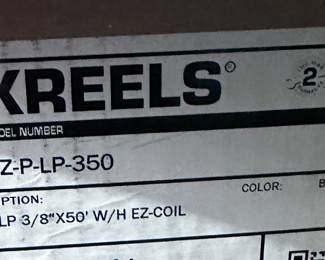 XREELS®
DEL NUMBER
Z-P-LP-350
PTION:
COLOR: B
LP 3/8"X50' W/H EZ-COIL
2